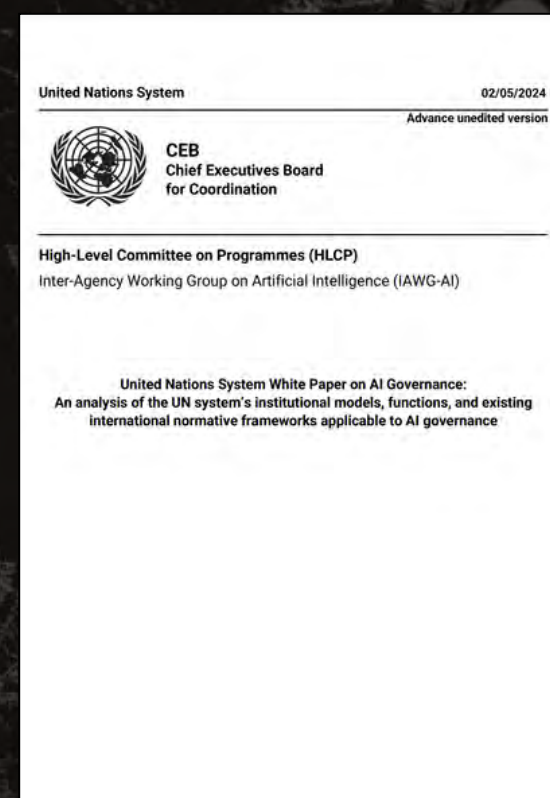 United Nations System 02/05/2024
Advance unedited version
CEB
Chief Executives Board
for Coordination
High-Level Committee on Programmes (HLCP)
Inter-Agency Working Group on Artificial Intelligence (IAWG-AI)
United Nations System White Paper on AI Governance:
An analysis of the UN system's institutional models, functions, and existing
international normative frameworks applicable to AI governance